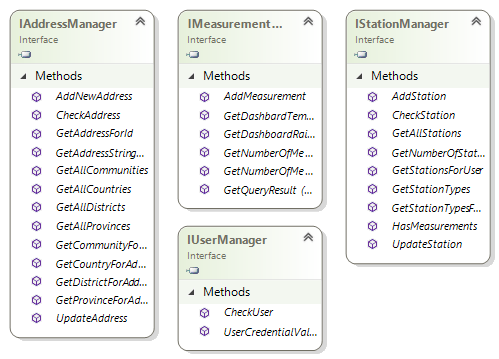 IAddressManager
Interface
Methods
AddNewAddress
CheckAddress
GetAddressForId
GetAddressString...
GetAllCommunities
GetAllCountries
GetAllDistricts
GetAllProvinces
GetCommunityFo...
GetCountryForAd...
GetDistrictForAdd...
GetProvinceForAd...
UpdateAddress
IMeasurement...
Interface
Methods
AddMeasurement
GetDashbardTem...
GetDashboardRai...
GetNumberOfMe...
GetNumberOfMe...
GetQueryResult (...
IUserManager
Interface
Methods
CheckUser
UserCredentialVal...
IStationManager
Interface
Methods
AddStation
CheckStation
GetAllStations
GetNumberOfStat...
GetStationsForUser
GetStationTypes
GetStationTypesF...
HasMeasurements
UpdateStation